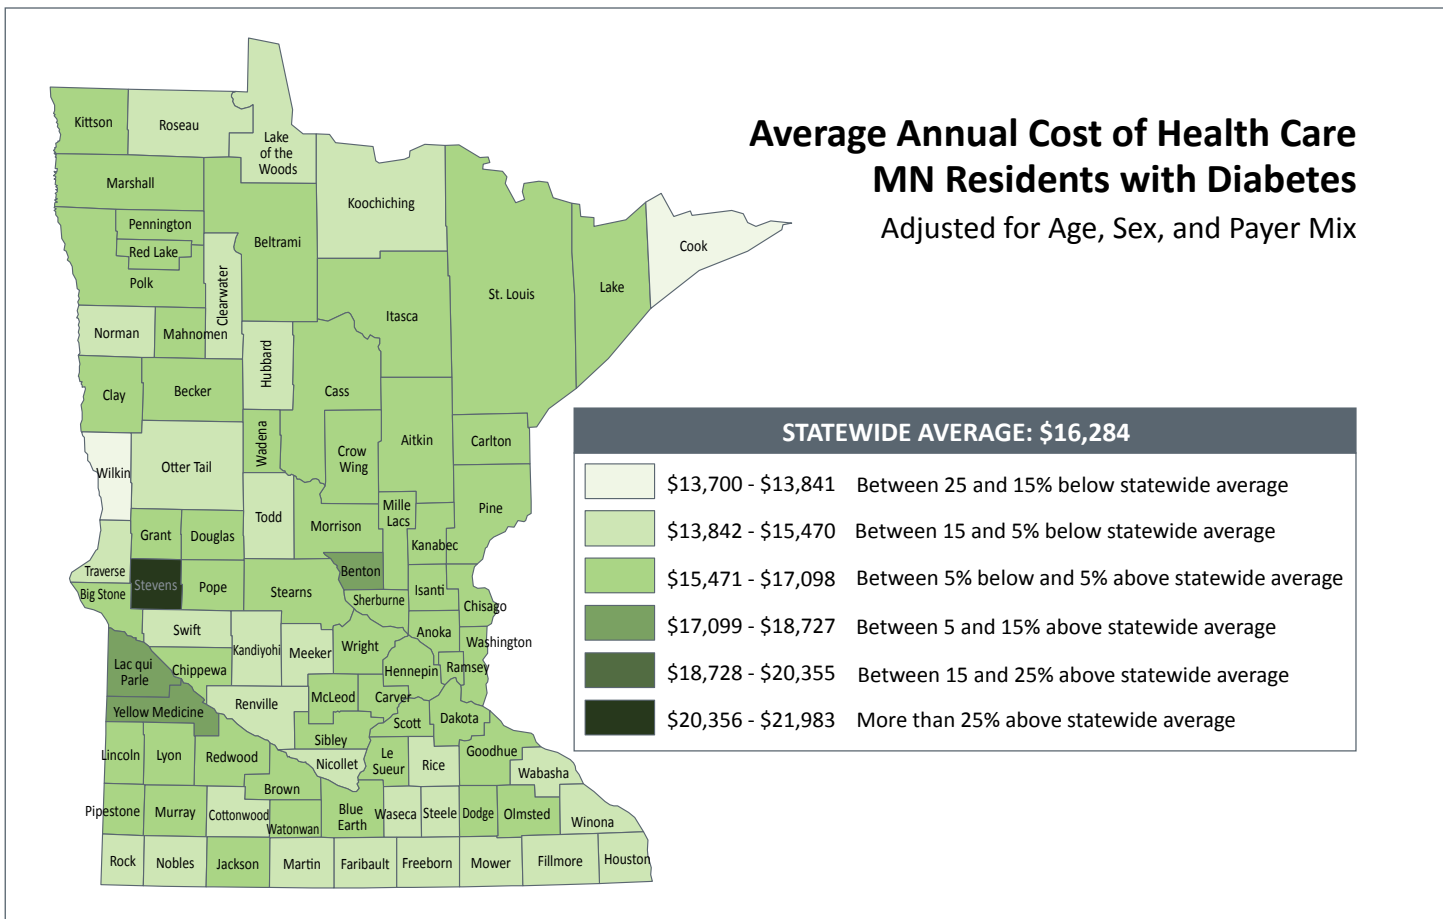 Average Annual Cost of Health Care
MN Residents with Diabetes
Adjusted for Age, Sex, and Payer Mix
Kittson
Roseau
Lake
of the
Woods
Marshall
Koochiching
Pennington
Red Lake
Beltrami
Polk
Clearwater
St. Louis
Lake
Cook
Itasca
Norman
Mahnomen
Hubbard
Clay
Becker
Cass
Wadena
Crow
Wing
Aitkin
Carlton
Wilkin
Otter Tail
Todd
Morrison
Mille
Lacs
Pine
Grant
Douglas
Kanabec
Traverse
Stevens
Pope
Stearns
Benton
Big Stone
Sherburne
Isanti
Chisago
Swift
Kandiyohi
Meeker
Wright
Anoka
Washington
Lac qui
Parle
Chippewa
Hennepin
Ramsey
Yellow Medicine
Renville
McLeod
Carver
Scott
Dakota
Sibley
Lincoln
Lyon
Redwood
Nicollet
Le
Sueur
Rice
Goodhue
Wabasha
Brown
Pipestone
Murray
Cottonwood
Watonwan
Blue
Earth
Waseca
Steele
Dodge
Olmsted
Winona
Rock
Nobles
Jackson
Martin
Faribault
Freeborn
Mower
Fillmore
Houston
STATEWIDE AVERAGE: $16,284
$13,700 - $13,841 Between 25 and 15% below statewide average
$13,842 - $15,470 Between 15 and 5% below statewide average
$15,471 - $17,098 Between 5% below and 5% above statewide average
$17,099 - $18,727 Between 5 and 15% above statewide average
$18,728 - $20,355 Between 15 and 25% above statewide average
$20,356 - $21,983 More than 25% above statewide average